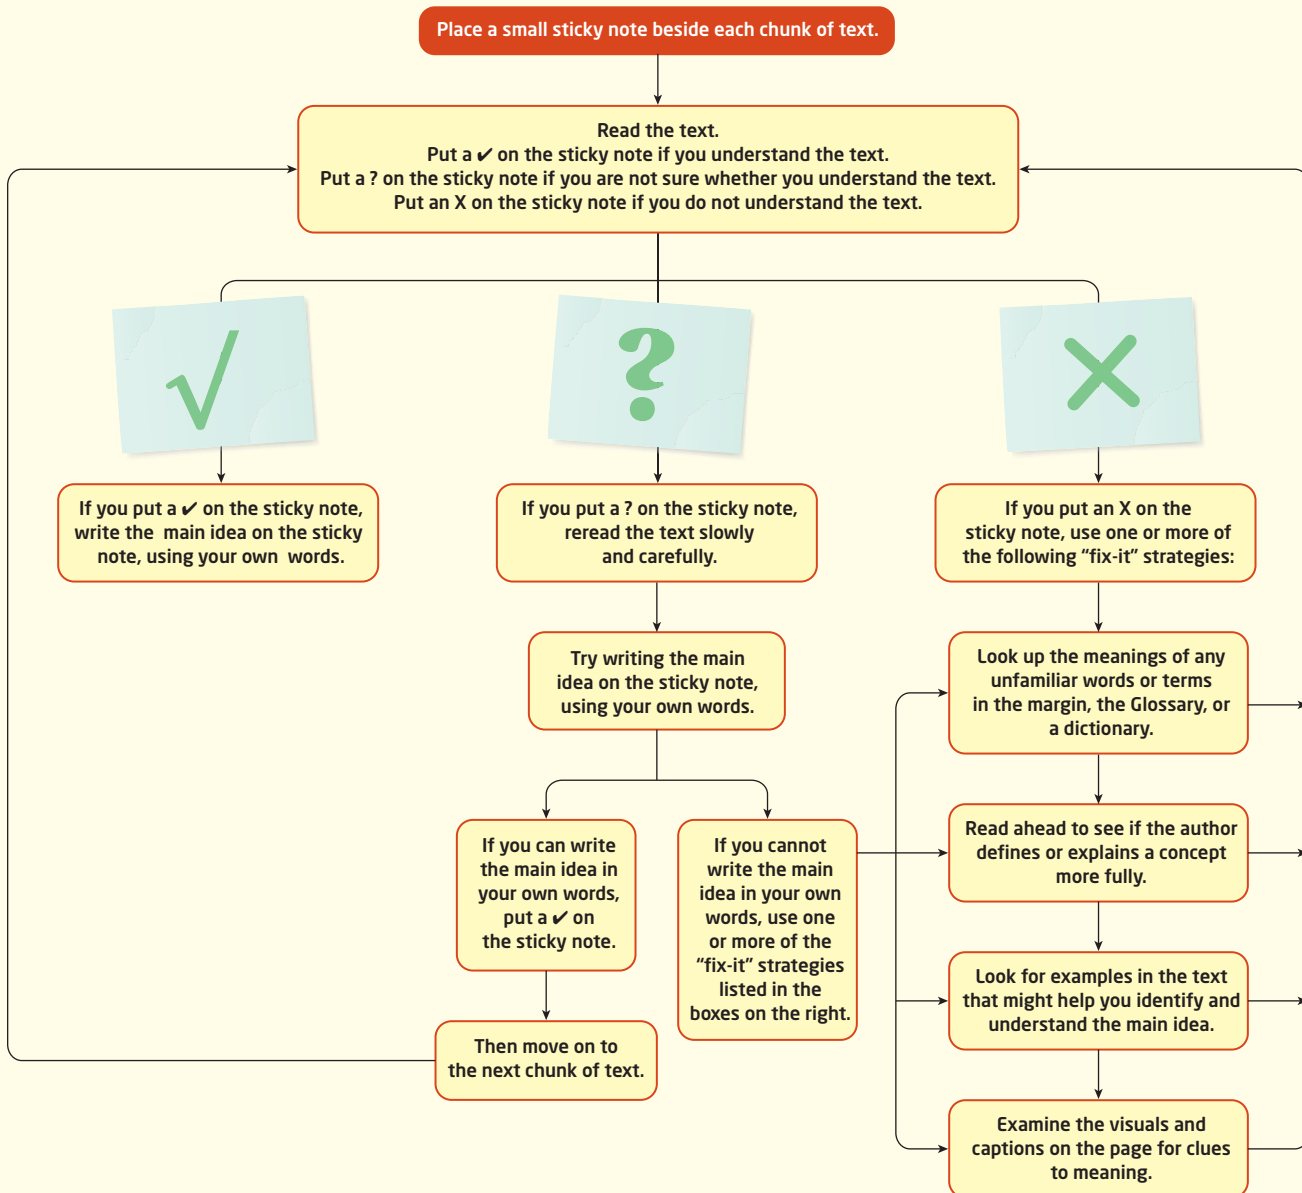 Place a small sticky note beside each chunk of text.
Read the text.
Put a ✔ on the sticky note if you understand the text.
Put a ? on the sticky note if you are not sure whether you understand the text.
Put an X on the sticky note if you do not understand the text.
√
?
✕
If you put a ✔ on the sticky note,
write the main idea on the sticky
note, using your own words.
If you put a ? on the sticky note,
reread the text slowly
and carefully.
If you put an X on the
sticky note, use one or more of
the following “fix-it” strategies:
Try writing the main
idea on the sticky note,
using your own words.
Look up the meanings of any
unfamiliar words or terms
in the margin, the Glossary, or
a dictionary.
If you can write
the main idea in
your own words,
put a ✔ on
the sticky note.
If you cannot
write the main
idea in your own
words, use one
or more of the
“fix-it” strategies
listed in the
boxes on the right.
Read ahead to see if the author
defines or explains a concept
more fully.
Look for examples in the text
that might help you identify and
understand the main idea.
Then move on to
the next chunk of text.
Examine the visuals and
captions on the page for clues
to meaning.